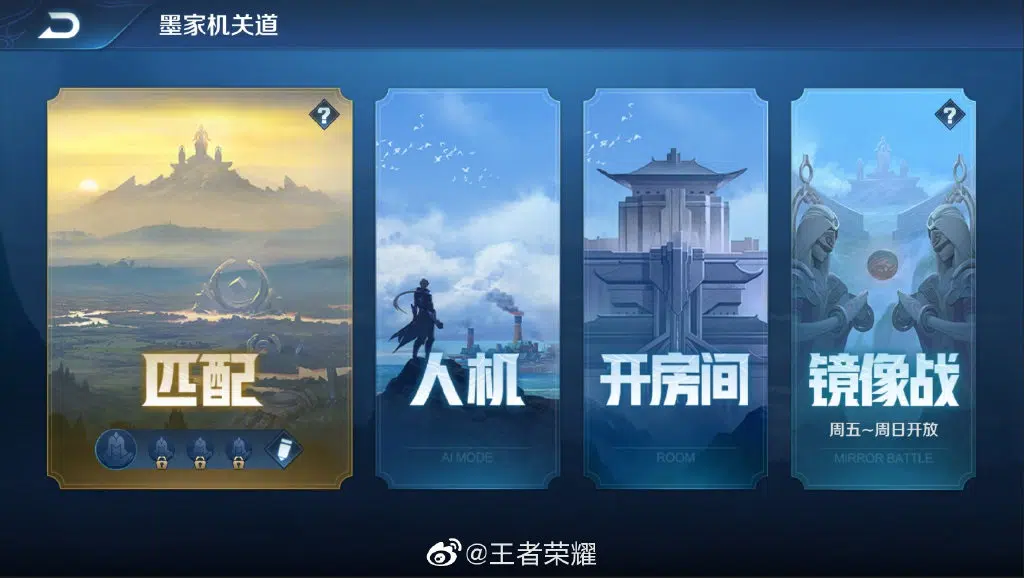 墨家机关道
?
?
匹配
人机
开房间
镜像战
周五~周日开放
AI MODE
ROOM
MIRROR BATTLE
@王者荣耀